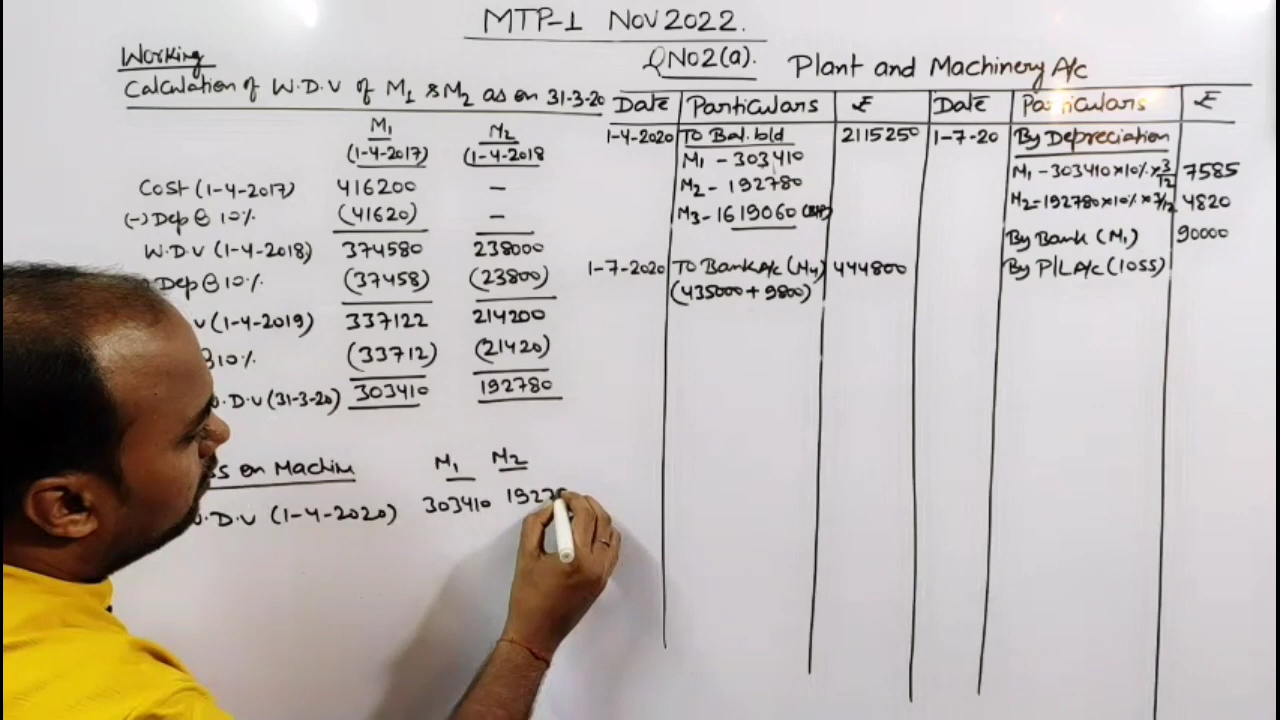 MTP-1 NOV 2022.
QNO2(a).
Working
Calculation of W.D.V of M1 & M2 as on 31-3-20
M1 M2
(1-4-2017) (1-4-2018
Cost (1-4-2017) 416200 -
(-) Dep @ 10% (41620) -
W.D.V (1-4-2018) 374580 238000
Dep @ 10% (37458) (23800)
(1-4-2019) 337122 214200
10% (33712) (21420)
.D.V (31-3-20) 303410 192780
on Machine M1 M2
.D.V (1-4-2020) 303410 1927
Plant and Machinery A/c
Date Particulars ₹ Date Particulars ₹
1-4-2020 To Bal. b/d 2115250 1-7-20 By Depreciation
M1 - 303410 M1 - 303410×10%×3/12 7585
M2 - 192780 M2 - 192780×10%×3/12 4820
M3 - 1619060
By Bank (M1) 90000
1-7-2020 To Bank A/c (M4) 444800 By P/L A/c (loss)
(435000 + 9800)